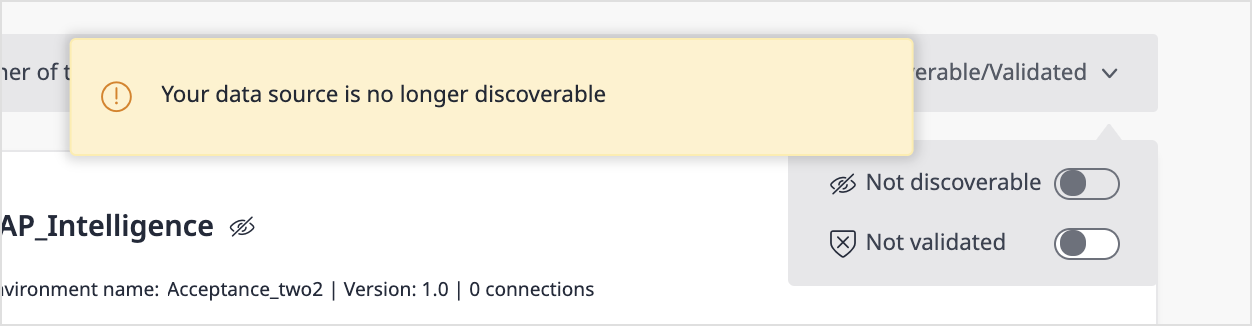 ner of t
Your data source is no longer discoverable
verable/Validated
Not discoverable
AP_Intelligence
Not validated
vironment name: Acceptance_two2 | Version: 1.0 | 0 connections